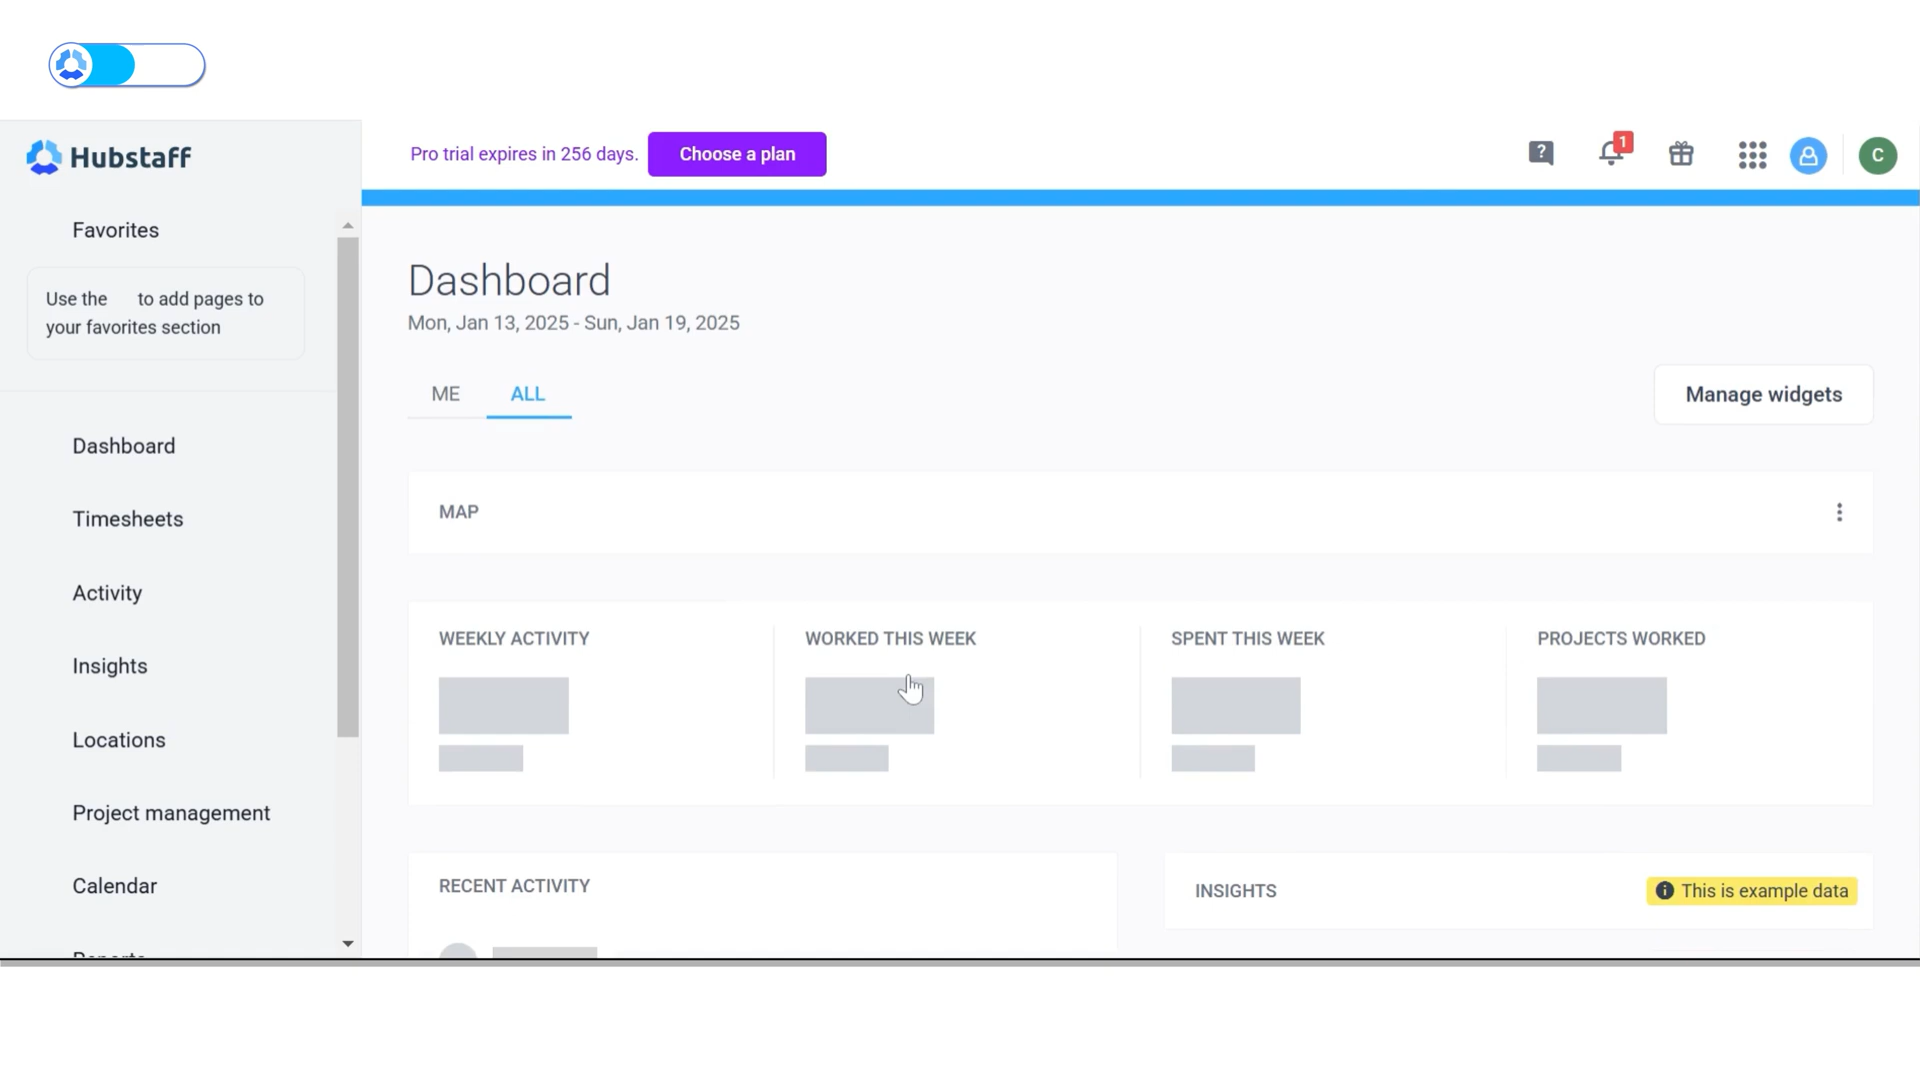 Hubstaff
Pro trial expires in 256 days.
Choose a plan
?
1
C
Favorites
Use the to add pages to
your favorites section
Dashboard
Timesheets
Activity
Insights
Locations
Project management
Calendar
Reports
Dashboard
Mon, Jan 13, 2025 - Sun, Jan 19, 2025
ME
ALL
Manage widgets
MAP
WEEKLY ACTIVITY
WORKED THIS WEEK
SPENT THIS WEEK
PROJECTS WORKED
RECENT ACTIVITY
INSIGHTS
This is example data